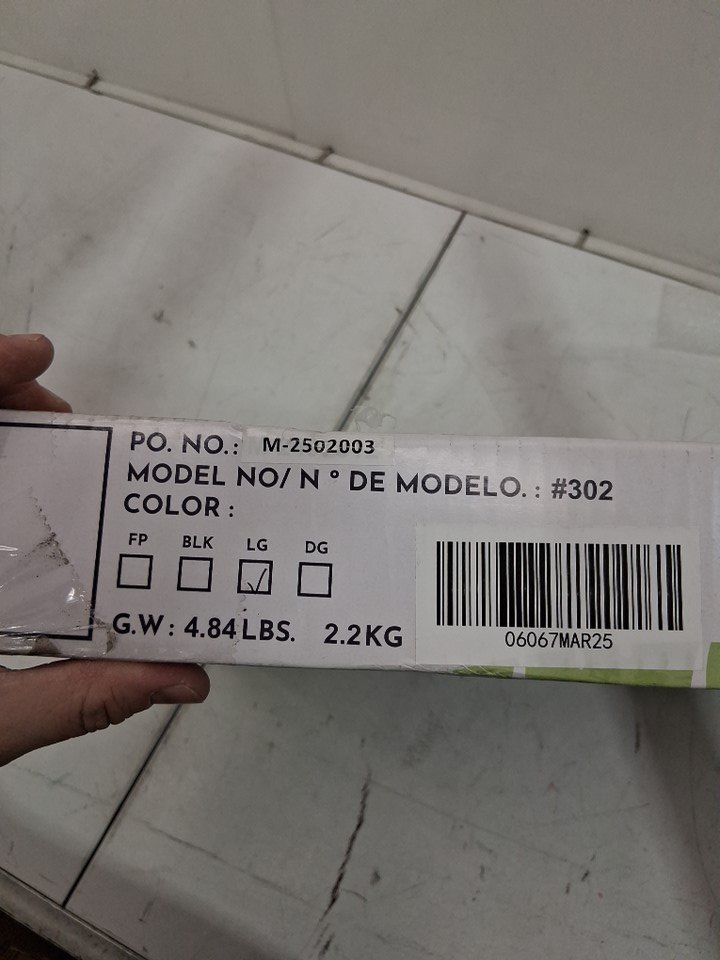 PO. NO.: M-2502003
MODEL NO/ N ° DE MODELO. : #302
COLOR :
FP BLK LG DG
G.W: 4.84 LBS. 2.2KG
06067MAR25